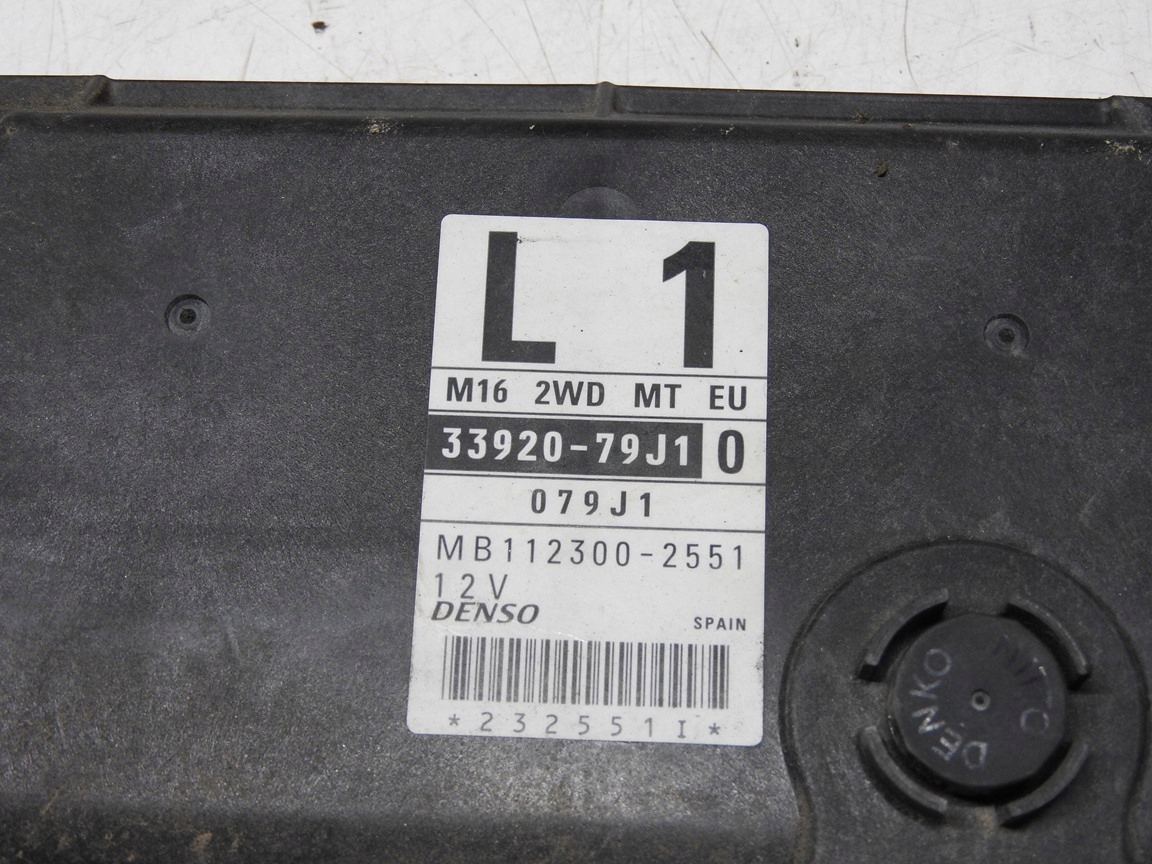 L 1
M16 2WD MT EU
33920-79J1 0
079J1
MB112300-2551
12V
DENSO SPAIN
*232551I*
NITTO
DENKO